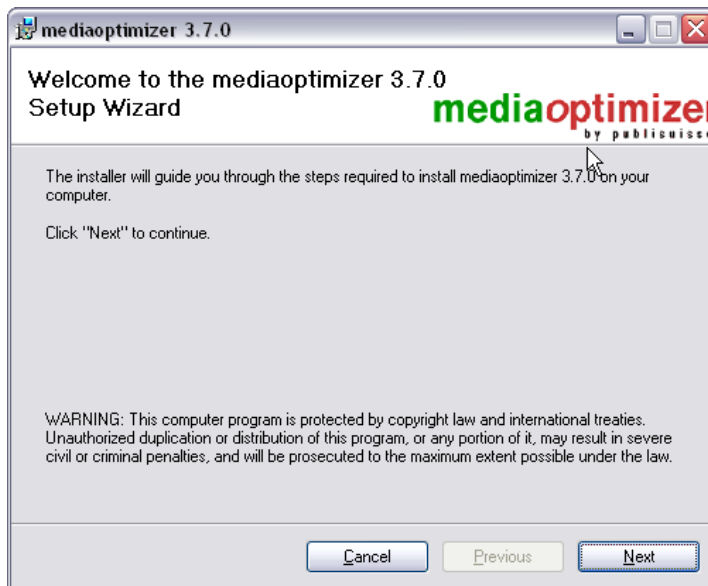 mediaoptimizer 3.7.0
Welcome to the mediaoptimizer 3.7.0
Setup Wizard
mediaoptimizer
by publisuisse
The installer will guide you through the steps required to install mediaoptimizer 3.7.0 on your
computer.
Click "Next" to continue.
WARNING: This computer program is protected by copyright law and international treaties.
Unauthorized duplication or distribution of this program, or any portion of it, may result in severe
civil or criminal penalties, and will be prosecuted to the maximum extent possible under the law.
Cancel
Previous
Next